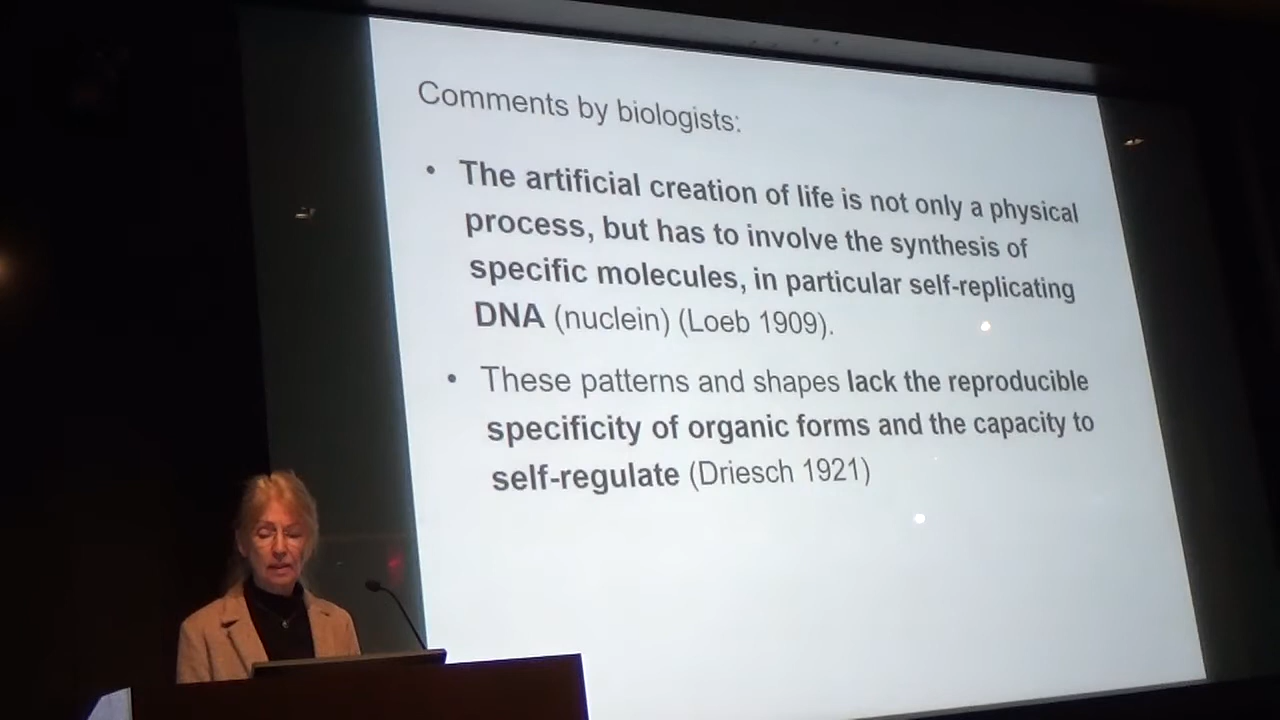 Comments by biologists:
• The artificial creation of life is not only a physical
process, but has to involve the synthesis of
specific molecules, in particular self-replicating
DNA (nuclein) (Loeb 1909).
• These patterns and shapes lack the reproducible
specificity of organic forms and the capacity to
self-regulate (Driesch 1921)